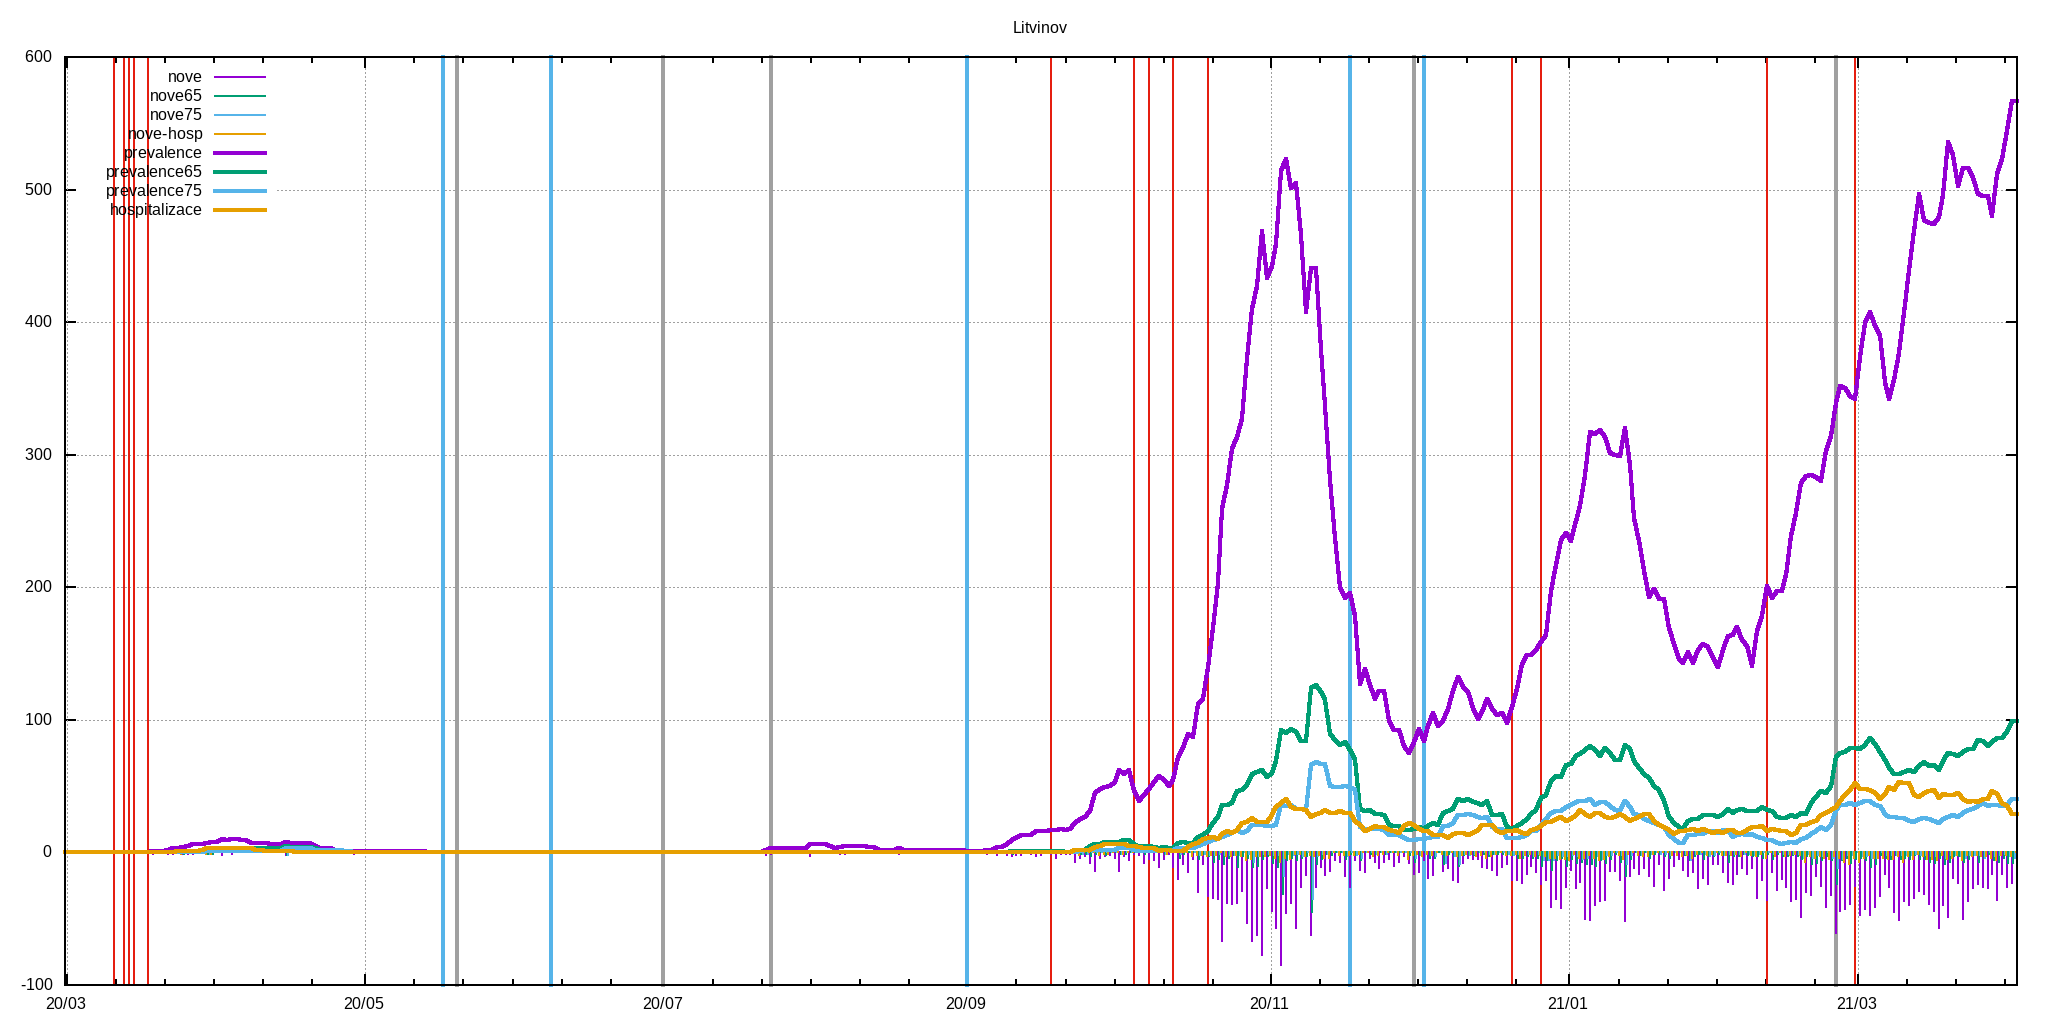 Litvinov
600
500
400
300
200
100
0
-100
nove
nove65
nove75
nove-hosp
prevalence
prevalence65
prevalence75
hospitalizace
20/03 20/05 20/07 20/09 20/11 21/01 21/03